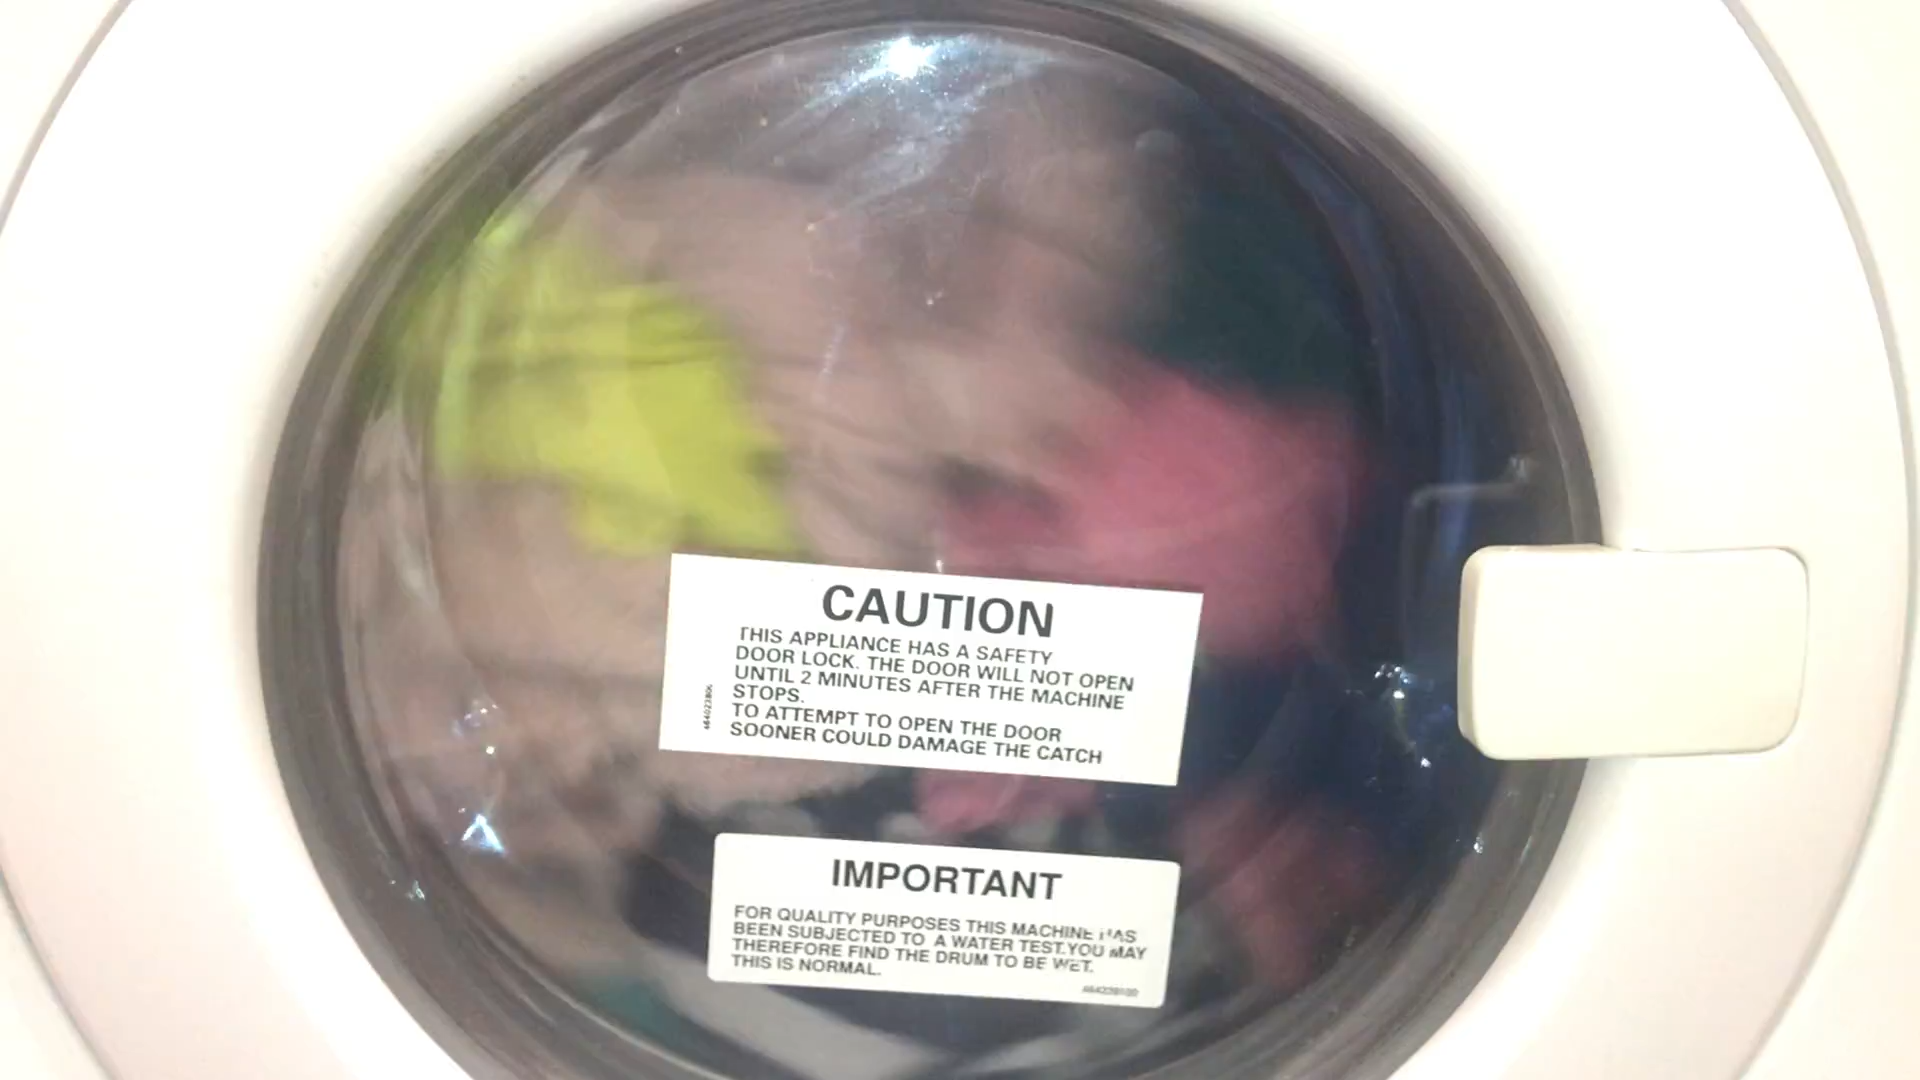 CAUTION
THIS APPLIANCE HAS A SAFETY
DOOR LOCK. THE DOOR WILL NOT OPEN
UNTIL 2 MINUTES AFTER THE MACHINE
STOPS.
TO ATTEMPT TO OPEN THE DOOR
SOONER COULD DAMAGE THE CATCH
IMPORTANT
FOR QUALITY PURPOSES THIS MACHINE HAS
BEEN SUBJECTED TO A WATER TEST.YOU MAY
THEREFORE FIND THE DRUM TO BE WET.
THIS IS NORMAL.